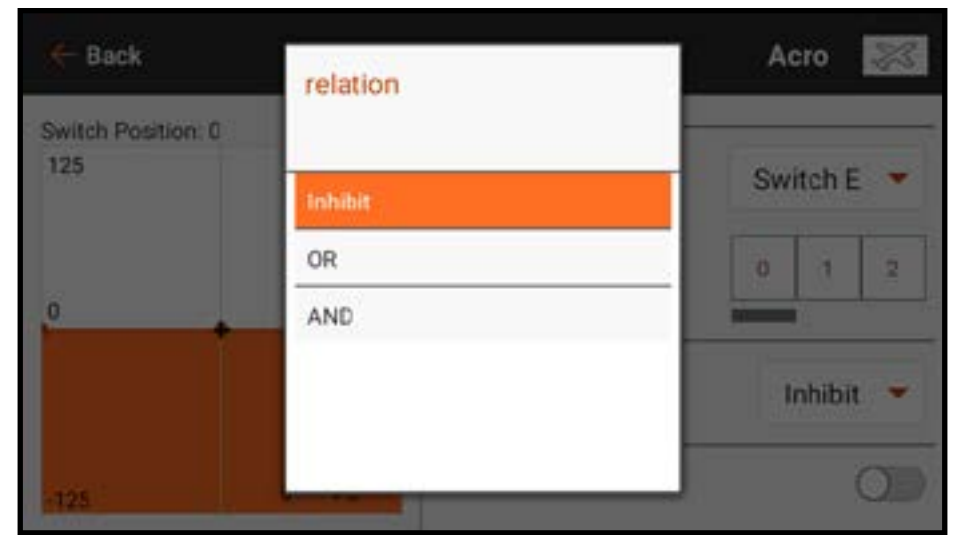 ← Back
Acro
relation
Inhibit
OR
AND
Switch Position: 0
125
0
-125
Switch E
0 1 2
Inhibit